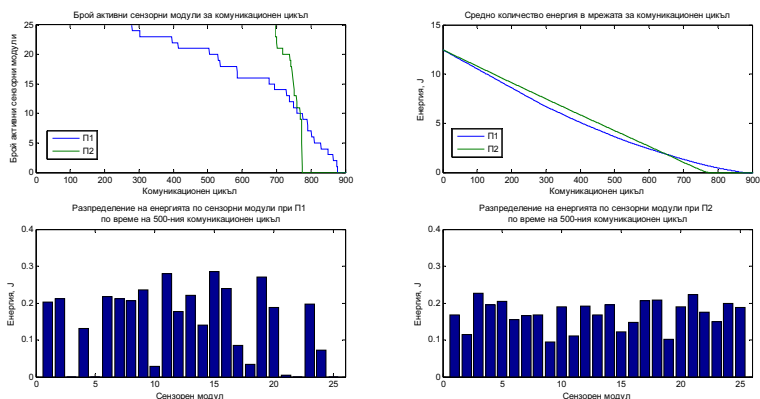 Брой активни сензорни модули за комуникационен цикъл
Брой активни сензорни модули
25
20
15
10
5
0
П1
П2
0 100 200 300 400 500 600 700 800 900
Комуникационен цикъл
Средно количество енергия в мрежата за комуникационен цикъл
Енергия, J
15
10
5
0
П1
П2
0 100 200 300 400 500 600 700 800 900
Комуникационен цикъл
Разпределение на енергията по сензорни модули при П1
по време на 500-ния комуникационен цикъл
Енергия, J
0.4
0.3
0.2
0.1
0
0 5 10 15 20 25
Сензорен модул
Разпределение на енергията по сензорни модули при П2
по време на 500-ния комуникационен цикъл
Енергия, J
0.4
0.3
0.2
0.1
0
0 5 10 15 20 25
Сензорен модул